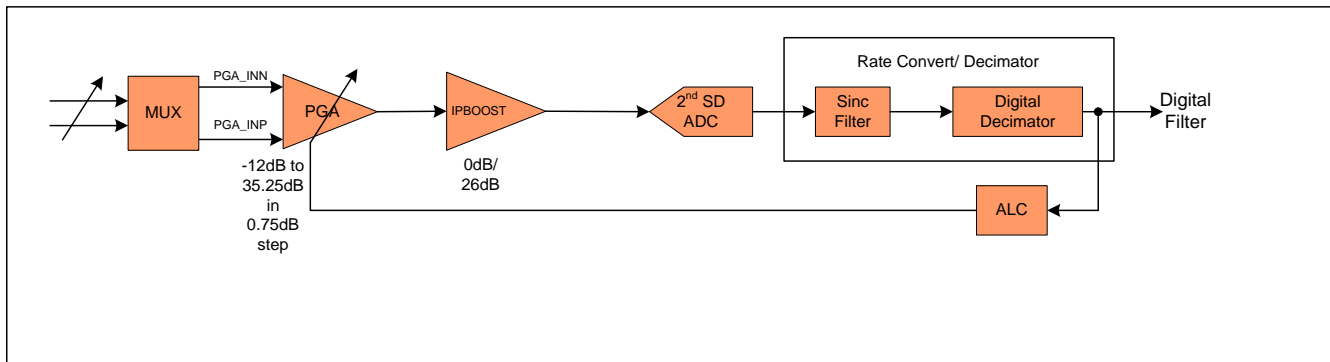 Rate Convert/ Decimator
PGA_INN
MUX
PGA_INP
PGA
IPBOOST
2nd SD
ADC
Sinc
Filter
Digital
Decimator
Digital
Filter
-12dB to
35.25dB
in
0.75dB
step
0dB/
26dB
ALC